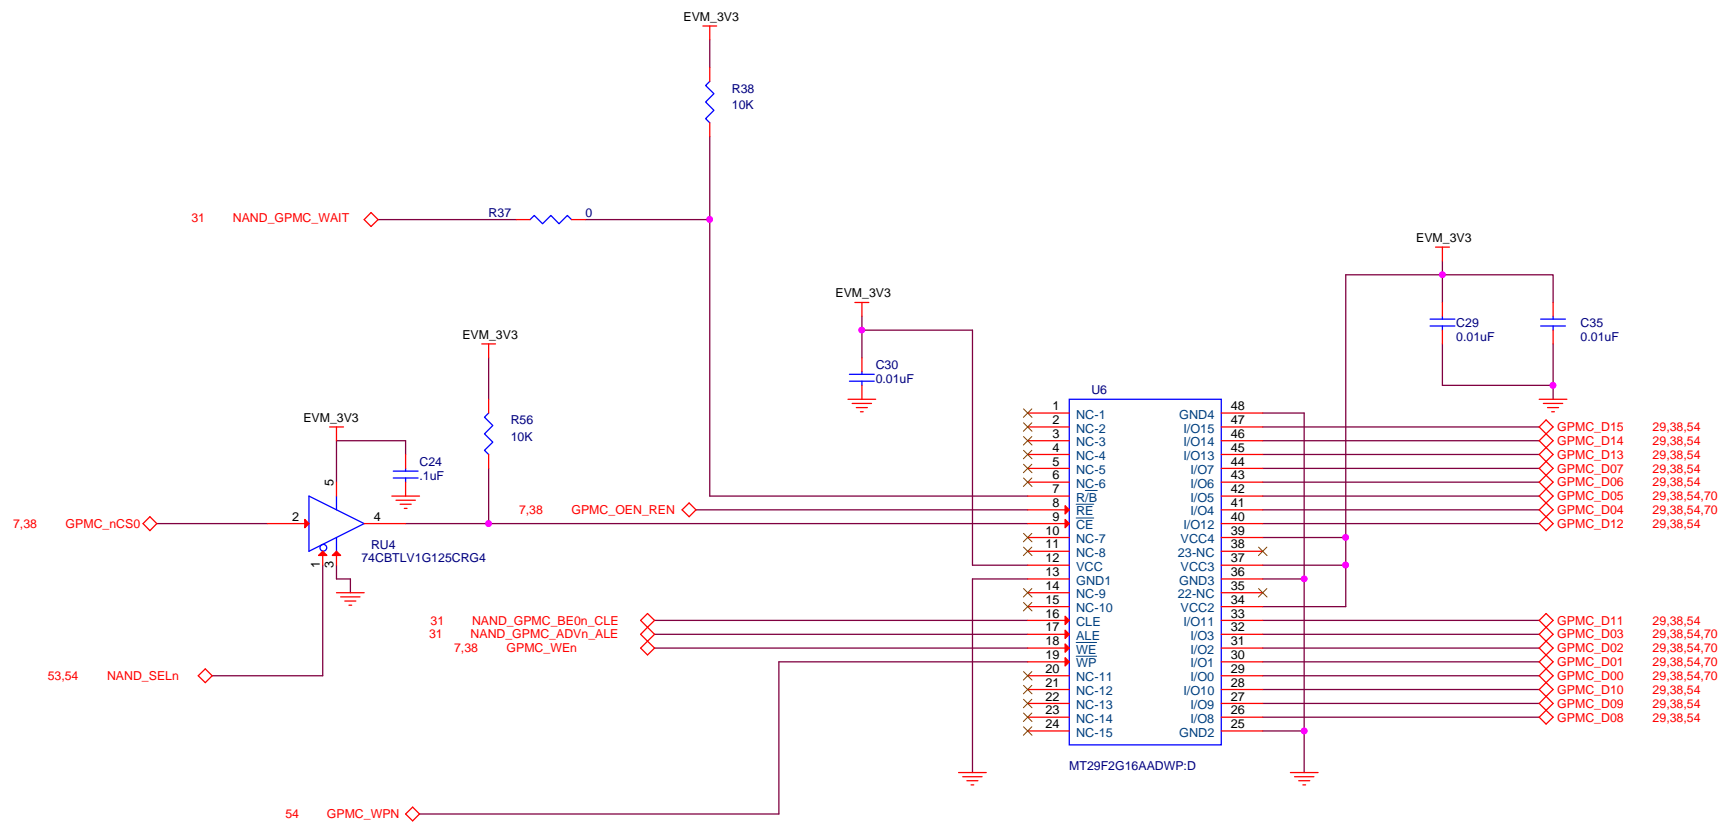 EVM_3V3
R38
10K
31 NAND_GPMC_WAIT
R37 0
EVM_3V3
C29
0.01uF
C35
0.01uF
EVM_3V3
C30
0.01uF
EVM_3V3
R56
10K
EVM_3V3
C24
.1uF
5
2
4
1
3
RU4
74CBTLV1G125CRG4
7,38 GPMC_nCS0
53,54 NAND_SELn
7,38 GPMC_OEN_REN
31 NAND_GPMC_BE0n_CLE
31 NAND_GPMC_ADVn_ALE
7,38 GPMC_WEn
54 GPMC_WPN
U6
1 NC-1 GND4 48
2 NC-2 I/O15 47 GPMC_D15 29,38,54
3 NC-3 I/O14 46 GPMC_D14 29,38,54
4 NC-4 I/O13 45 GPMC_D13 29,38,54
5 NC-5 I/O7 44 GPMC_D07 29,38,54
6 NC-6 I/O6 43 GPMC_D06 29,38,54
7 R/B I/O5 42 GPMC_D05 29,38,54,70
8 RE I/O4 41 GPMC_D04 29,38,54,70
9 CE I/O12 40 GPMC_D12 29,38,54
10 NC-7 VCC4 39
11 NC-8 23-NC 38
12 VCC VCC3 37
13 GND1 GND3 36
14 NC-9 22-NC 35
15 NC-10 VCC2 34
16 CLE I/O11 33 GPMC_D11 29,38,54
17 ALE I/O3 32 GPMC_D03 29,38,54,70
18 WE I/O2 31 GPMC_D02 29,38,54,70
19 WP I/O1 30 GPMC_D01 29,38,54,70
20 NC-11 I/O0 29 GPMC_D00 29,38,54,70
21 NC-12 I/O10 28 GPMC_D10 29,38,54
22 NC-13 I/O9 27 GPMC_D09 29,38,54
23 NC-14 I/O8 26 GPMC_D08 29,38,54
24 NC-15 GND2 25
MT29F2G16AADWP:D